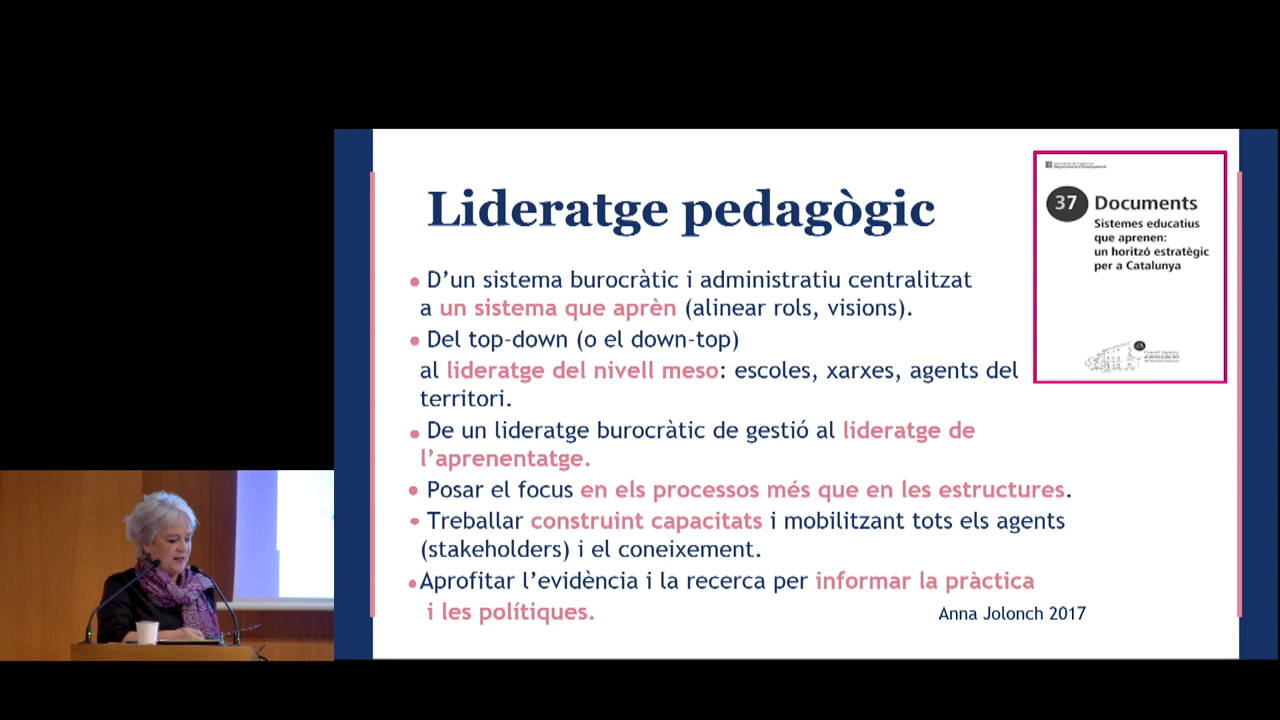 Lideratge pedagògic
D’un sistema burocràtic i administratiu centralitzat
a un sistema que aprèn (alinear rols, visions).
Del top-down (o el down-top)
al lideratge del nivell meso: escoles, xarxes, agents del
territori.
De un lideratge burocràtic de gestió al lideratge de
l’aprenentatge.
Posar el focus en els processos més que en les estructures.
Treballar construint capacitats i mobilitzant tots els agents
(stakeholders) i el coneixement.
Aprofitar l’evidència i la recerca per informar la pràctica
i les polítiques.
Anna Jolonch 2017
37 Documents
Sistemes educatius
que aprenen:
un horitzó estratègic
per a Catalunya